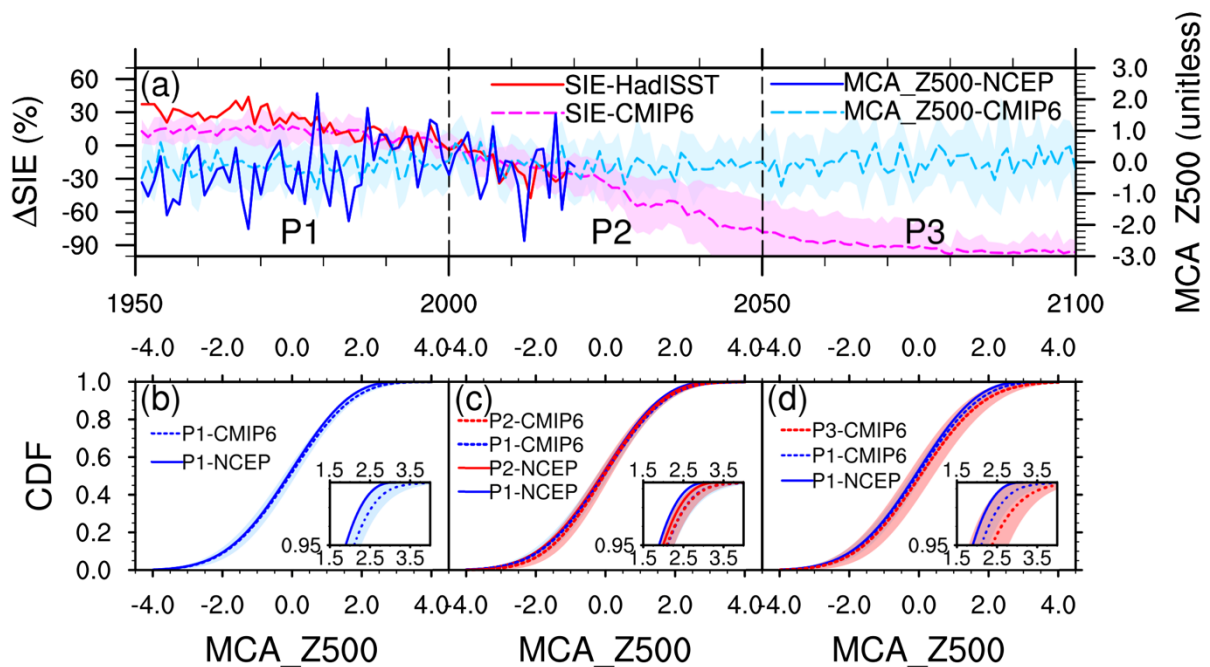 (a)
SIE-HadISST
SIE-CMIP6
MCA_Z500-NCEP
MCA_Z500-CMIP6
60
30
0
-30
-60
-90
ΔSIE (%)
3.0
2.0
1.0
0.0
-1.0
-2.0
-3.0
MCA Z500 (unitless)
P1 P2 P3
1950 2000 2050 2100
-4.0 -2.0 0.0 2.0 4.0 -4.0 -2.0 0.0 2.0 4.0 -4.0 -2.0 0.0 2.0 4.0
1.0
0.8
0.6
0.4
0.2
0.0
CDF
(b)
P1-CMIP6
P1-NCEP
1.5 2.5 3.5
1
0.95
1.5 2.5 3.5
(c)
P2-CMIP6
P1-CMIP6
P2-NCEP
P1-NCEP
1.5 2.5 3.5
0.95
1.5 2.5 3.5
(d)
P3-CMIP6
P1-CMIP6
P1-NCEP
1.5 2.5 3.5
0.95
1.5 2.5 3.5
-4.0 -2.0 0.0 2.0 4.0 -4.0 -2.0 0.0 2.0 4.0 -4.0 -2.0 0.0 2.0 4.0
MCA_Z500 MCA_Z500 MCA_Z500